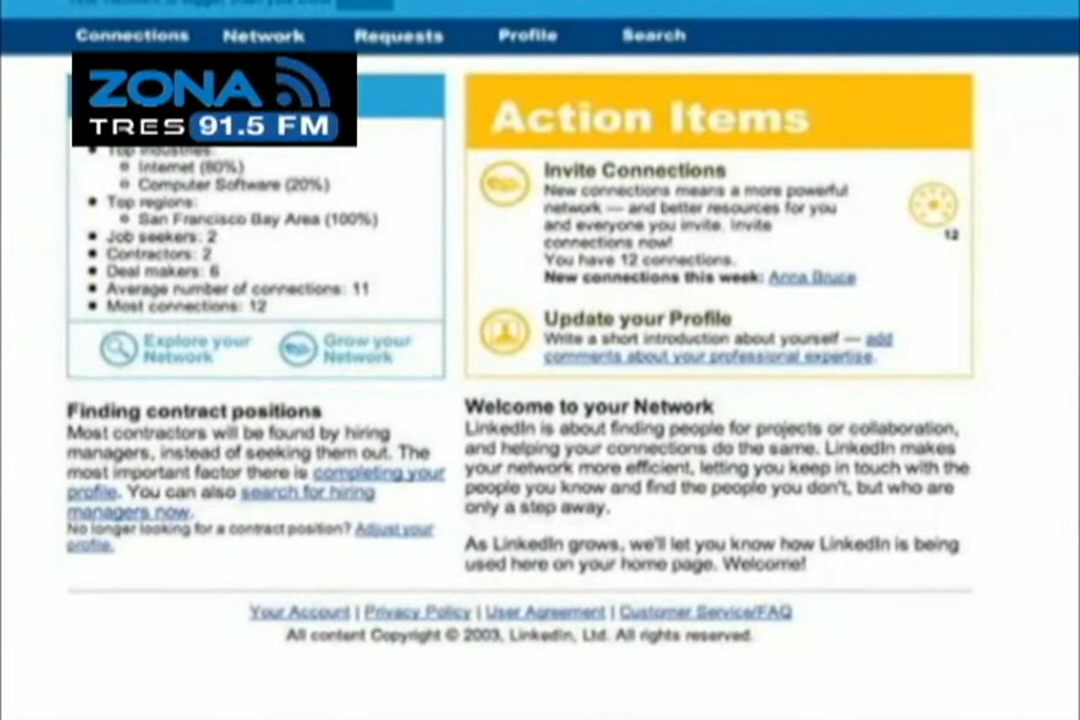 Connections Network Requests Profile Search
ZONA
TRES 91.5 FM
Top industries:
Internet (80%)
Computer Software (20%)
Top regions:
San Francisco Bay Area (100%)
Job seekers: 2
Contractors: 2
Deal makers: 6
Average number of connections: 11
Most connections: 12
Explore your
Network
Grow your
Network
Action Items
Invite Connections
New connections means a more powerful
network — and better resources for you
and everyone you invite. Invite
connections now!
You have 12 connections.
New connections this week: Anna Bruce
12
Update your Profile
Write a short introduction about yourself — add
comments about your professional expertise.
Finding contract positions
Most contractors will be found by hiring
managers, instead of seeking them out. The
most important factor there is completing your
profile. You can also search for hiring
managers now.
No longer looking for a contract position? Adjust your
profile.
Welcome to your Network
LinkedIn is about finding people for projects or collaboration,
and helping your connections do the same. LinkedIn makes
your network more efficient, letting you keep in touch with the
people you know and find the people you don't, but who are
only a step away.
As LinkedIn grows, we'll let you know how LinkedIn is being
used here on your home page. Welcome!
Your Account | Privacy Policy | User Agreement | Customer Service/FAQ
All content Copyright © 2003, LinkedIn, Ltd. All rights reserved.